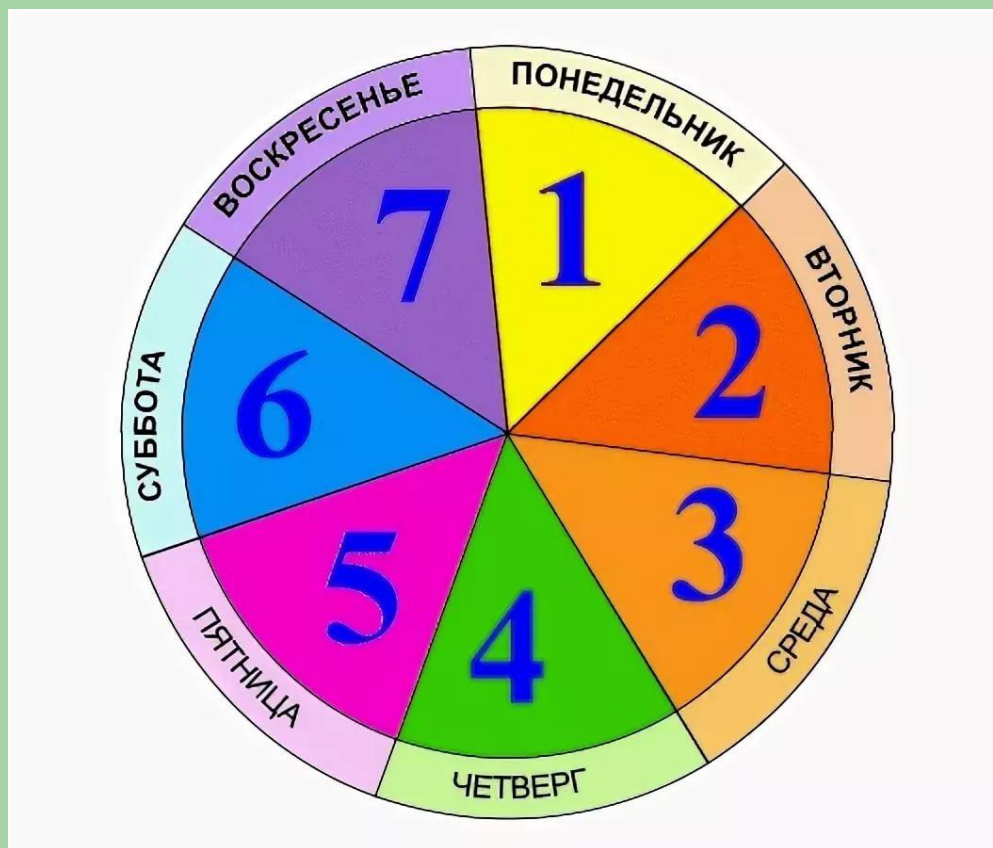 ПОНЕДЕЛЬНИК
1
ВТОРНИК
2
СРЕДА
3
ЧЕТВЕРГ
4
ПЯТНИЦА
5
СУББОТА
6
ВОСКРЕСЕНЬЕ
7